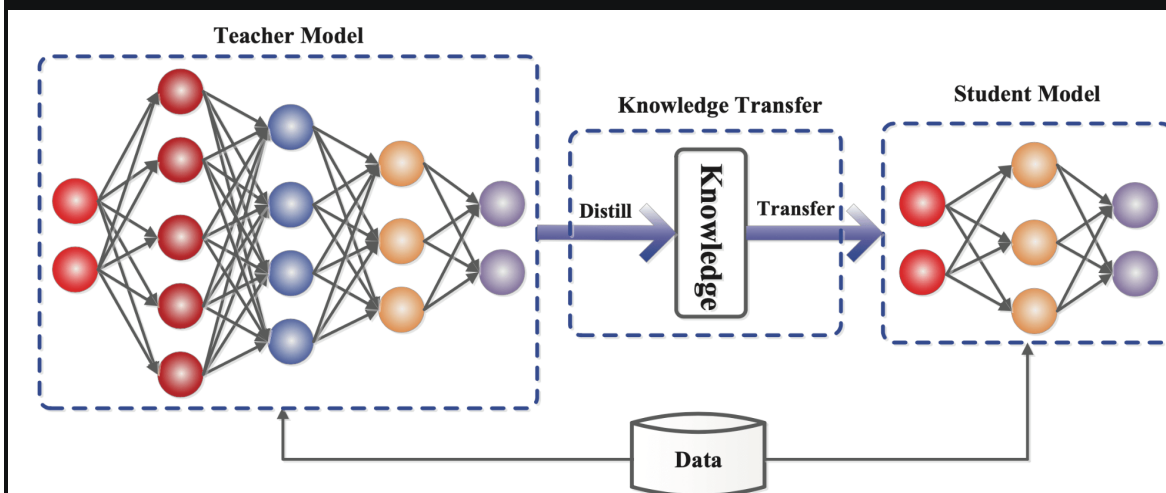 Teacher Model
Knowledge Transfer
Student Model
Distill
Knowledge
Transfer
Data